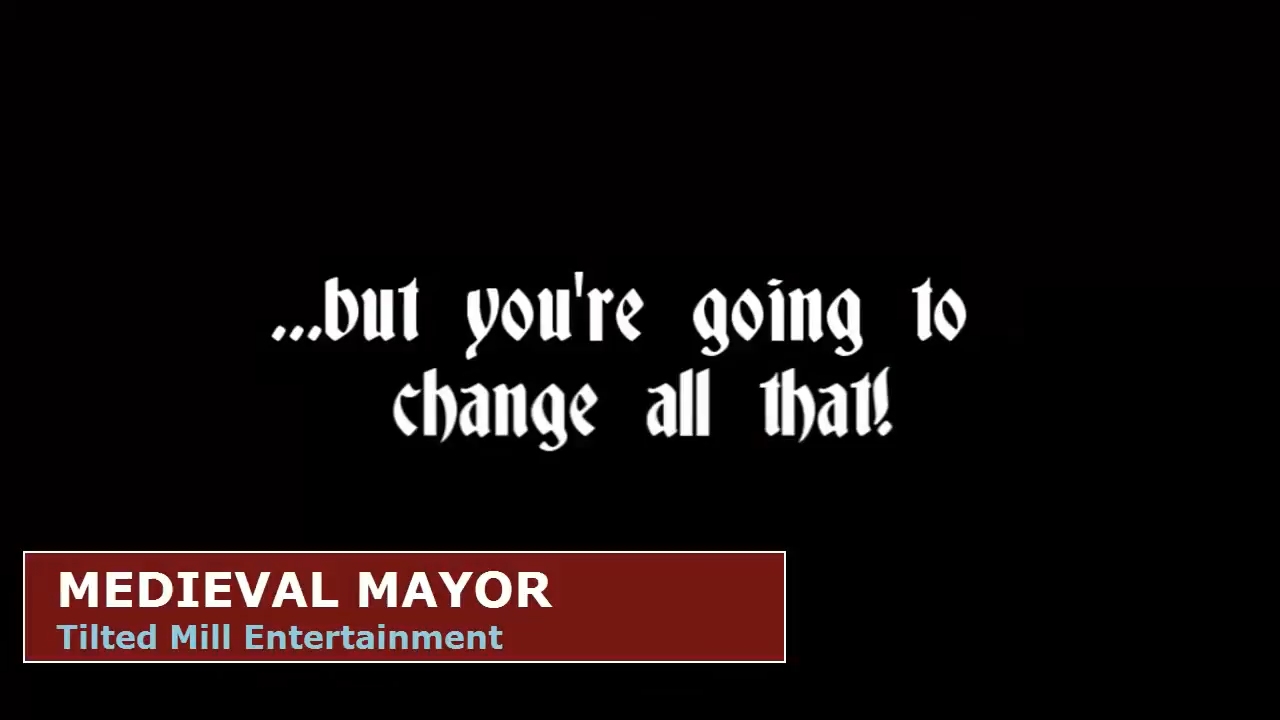 ...but you're going to
change all that!
MEDIEVAL MAYOR
Tilted Mill Entertainment